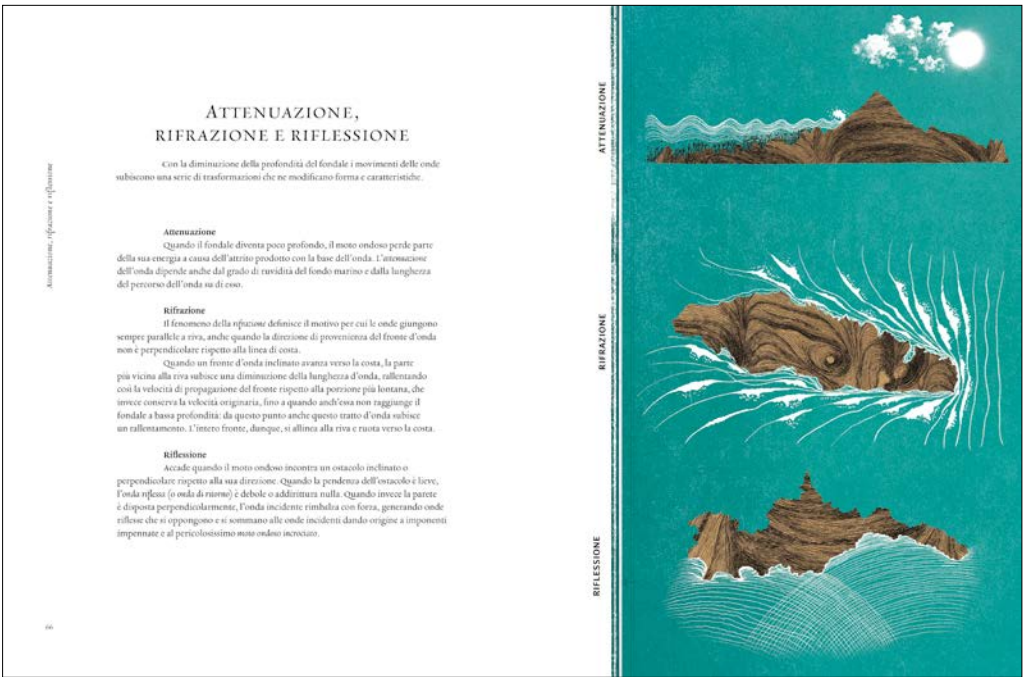 Attenuazione, rifrazione e riflessione
ATTENUAZIONE,
RIFRAZIONE E RIFLESSIONE
Con la diminuzione della profondità del fondale i movimenti delle onde
subiscono una serie di trasformazioni che ne modificano forma e caratteristiche.
Attenuazione
Quando il fondale diventa poco profondo, il moto ondoso perde parte
della sua energia a causa dell'attrito prodotto con la base dell'onda. L'attenuazione
dell'onda dipende anche dal grado di ruvidità del fondo marino e dalla lunghezza
del percorso dell'onda su di esso.
Rifrazione
Il fenomeno della rifrazione definisce il motivo per cui le onde giungono
sempre parallele a riva, anche quando la direzione di provenienza del fronte d'onda
non è perpendicolare rispetto alla linea di costa.
Quando un fronte d'onda inclinato avanza verso la costa, la parte
più vicina alla riva subisce una diminuzione della lunghezza d'onda, rallentando
così la velocità di propagazione del fronte rispetto alla porzione più lontana, che
invece conserva la velocità originaria, fino a quando anch'essa non raggiunge il
fondale a bassa profondità: da questo punto anche questo tratto d'onda subisce
un rallentamento. L'intero fronte, dunque, si allinea alla riva e ruota verso la costa.
Riflessione
Accade quando il moto ondoso incontra un ostacolo inclinato o
perpendicolare rispetto alla sua direzione. Quando la pendenza dell'ostacolo è lieve,
l'onda riflessa (o onda di ritorno) è debole o addirittura nulla. Quando invece la parete
è disposta perpendicolarmente, l'onda incidente rimbalza con forza, generando onde
riflesse che si oppongono e si sommano alle onde incidenti dando origine a imponenti
impennate e al pericolosissimo moto ondoso incrociato.
66
ATTENUAZIONE
RIFRAZIONE
RIFLESSIONE